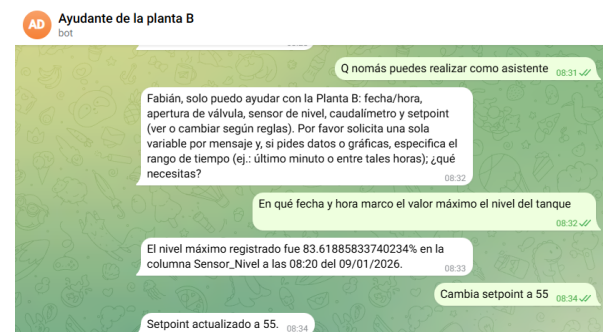 AD
Ayudante de la planta B
bot
Q nomás puedes realizar como asistente 08:31
Fabián, solo puedo ayudar con la Planta B: fecha/hora,
apertura de válvula, sensor de nivel, caudalímetro y setpoint
(ver o cambiar según reglas). Por favor solicita una sola
variable por mensaje y, si pides datos o gráficas, especifica el
rango de tiempo (ej.: último minuto o entre tales horas); ¿qué
necesitas? 08:32
En qué fecha y hora marco el valor máximo el nivel del tanque
08:32
El nivel máximo registrado fue 83.61885833740234% en la
columna Sensor_Nivel a las 08:20 del 09/01/2026. 08:33
Cambia setpoint a 55 08:34
Setpoint actualizado a 55. 08:34